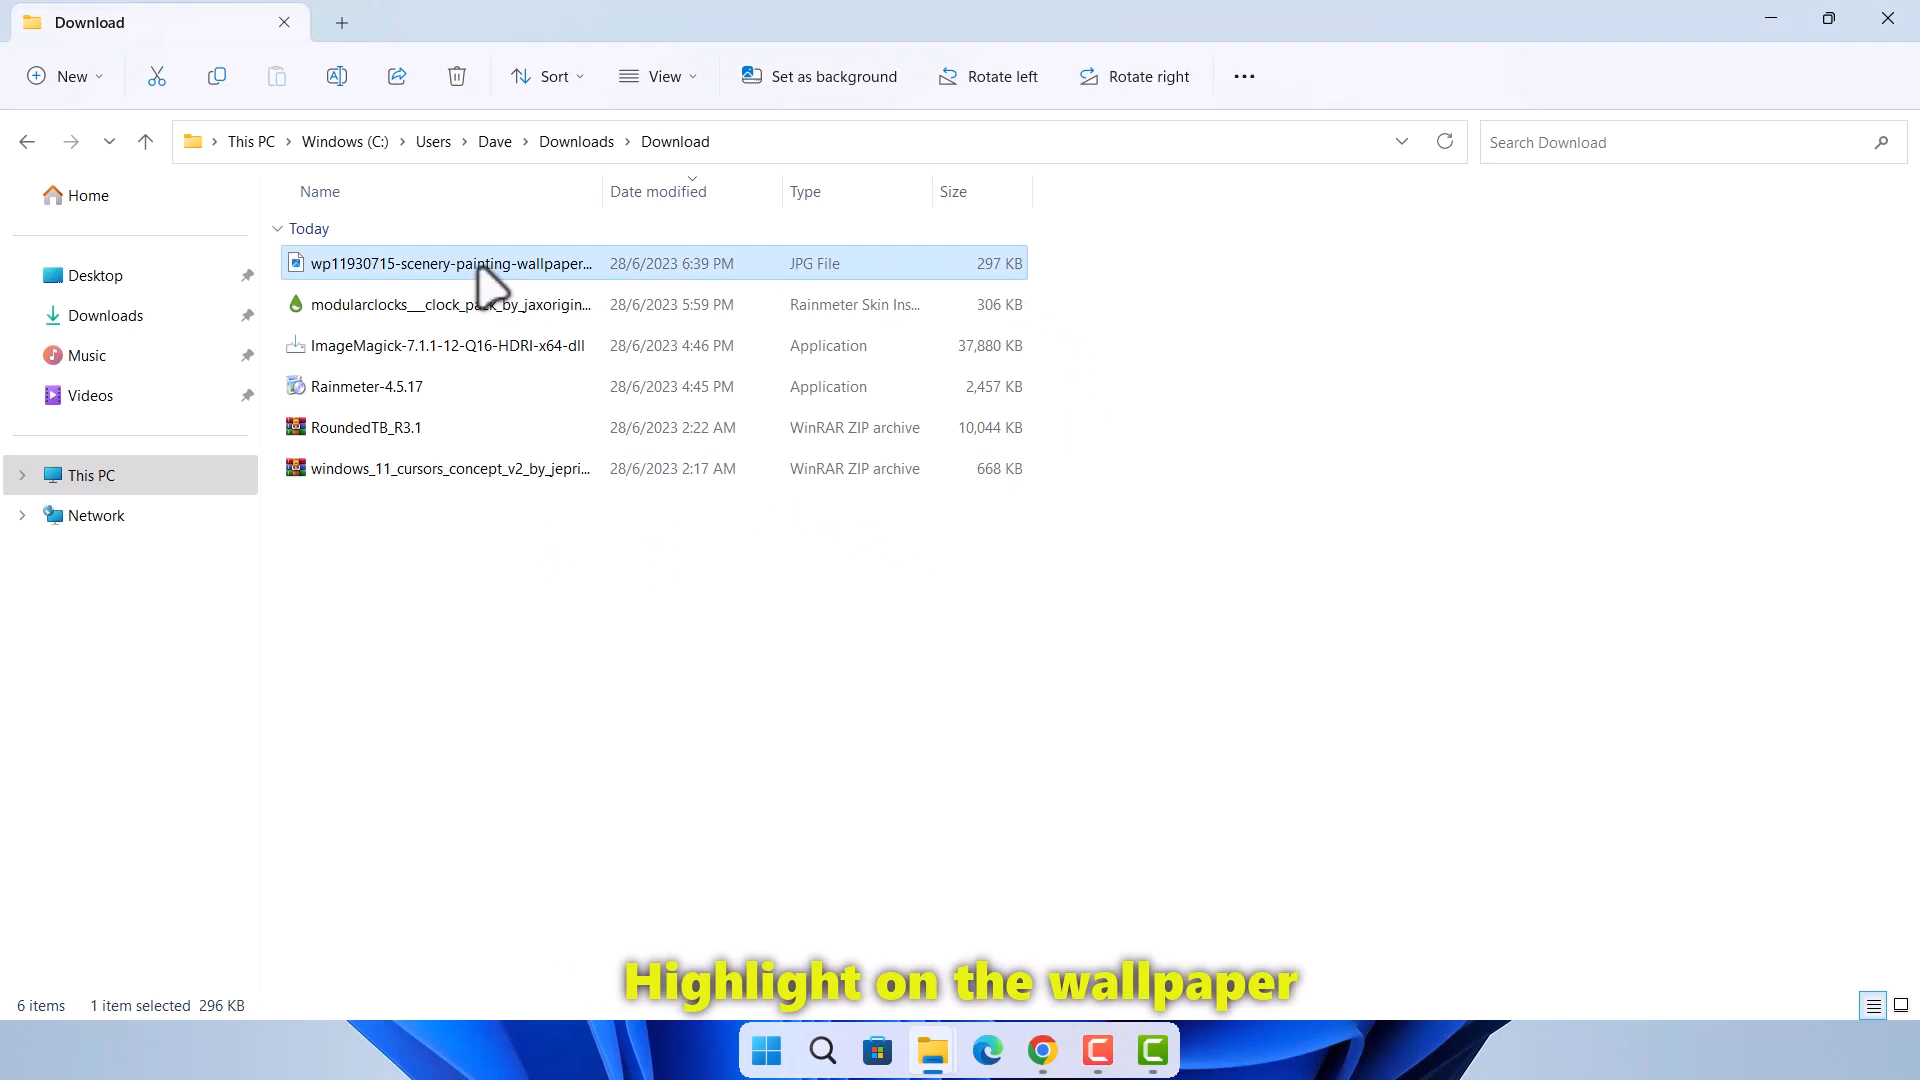 Download
New
Sort
View
Set as background
Rotate left
Rotate right
This PC > Windows (C:) > Users > Dave > Downloads > Download
Search Download
Home
Desktop
Downloads
Music
Videos
This PC
Network
Name Date modified Type Size
Today
wp11930715-scenery-painting-wallpaper... 28/6/2023 6:39 PM JPG File 297 KB
modularclocks__clock_pack_by_jaxorigin... 28/6/2023 5:59 PM Rainmeter Skin Ins... 306 KB
ImageMagick-7.1.1-12-Q16-HDRI-x64-dll 28/6/2023 4:46 PM Application 37,880 KB
Rainmeter-4.5.17 28/6/2023 4:45 PM Application 2,457 KB
RoundedTB_R3.1 28/6/2023 2:22 AM WinRAR ZIP archive 10,044 KB
windows_11_cursors_concept_v2_by_jepri... 28/6/2023 2:17 AM WinRAR ZIP archive 668 KB
Highlight on the wallpaper
6 items 1 item selected 296 KB